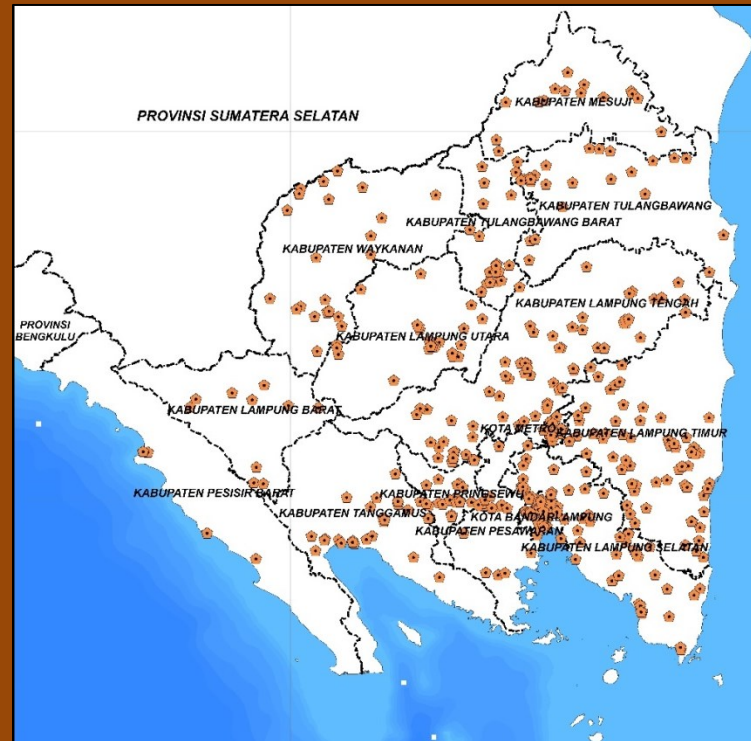 KABUPATEN MESUJI
PROVINSI SUMATERA SELATAN
KABUPATEN TULANGBAWANG
KABUPATEN TULANGBAWANG BARAT
KABUPATEN WAYKANAN
KABUPATEN LAMPUNG TENGAH
PROVINSI
BENGKULU
KABUPATEN LAMPUNG UTARA
KABUPATEN LAMPUNG BARAT
KOTA METRO
KABUPATEN LAMPUNG TIMUR
KABUPATEN PESISIR BARAT
KABUPATEN PRINGSEWU
KABUPATEN TANGGAMUS
KOTA BANDARLAMPUNG
KABUPATEN PESAWARAN
KABUPATEN LAMPUNG SELATAN